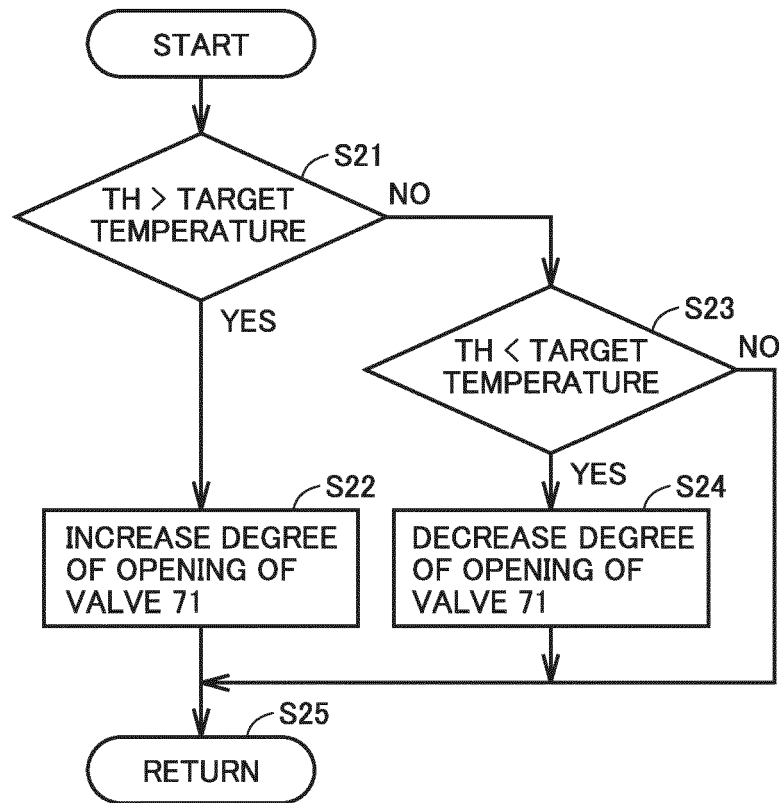 START
S21
TH > TARGET
TEMPERATURE
NO
YES
S23
TH < TARGET
TEMPERATURE
NO
YES
S22
INCREASE DEGREE
OF OPENING OF
VALVE 71
S24
DECREASE DEGREE
OF OPENING OF
VALVE 71
S25
RETURN